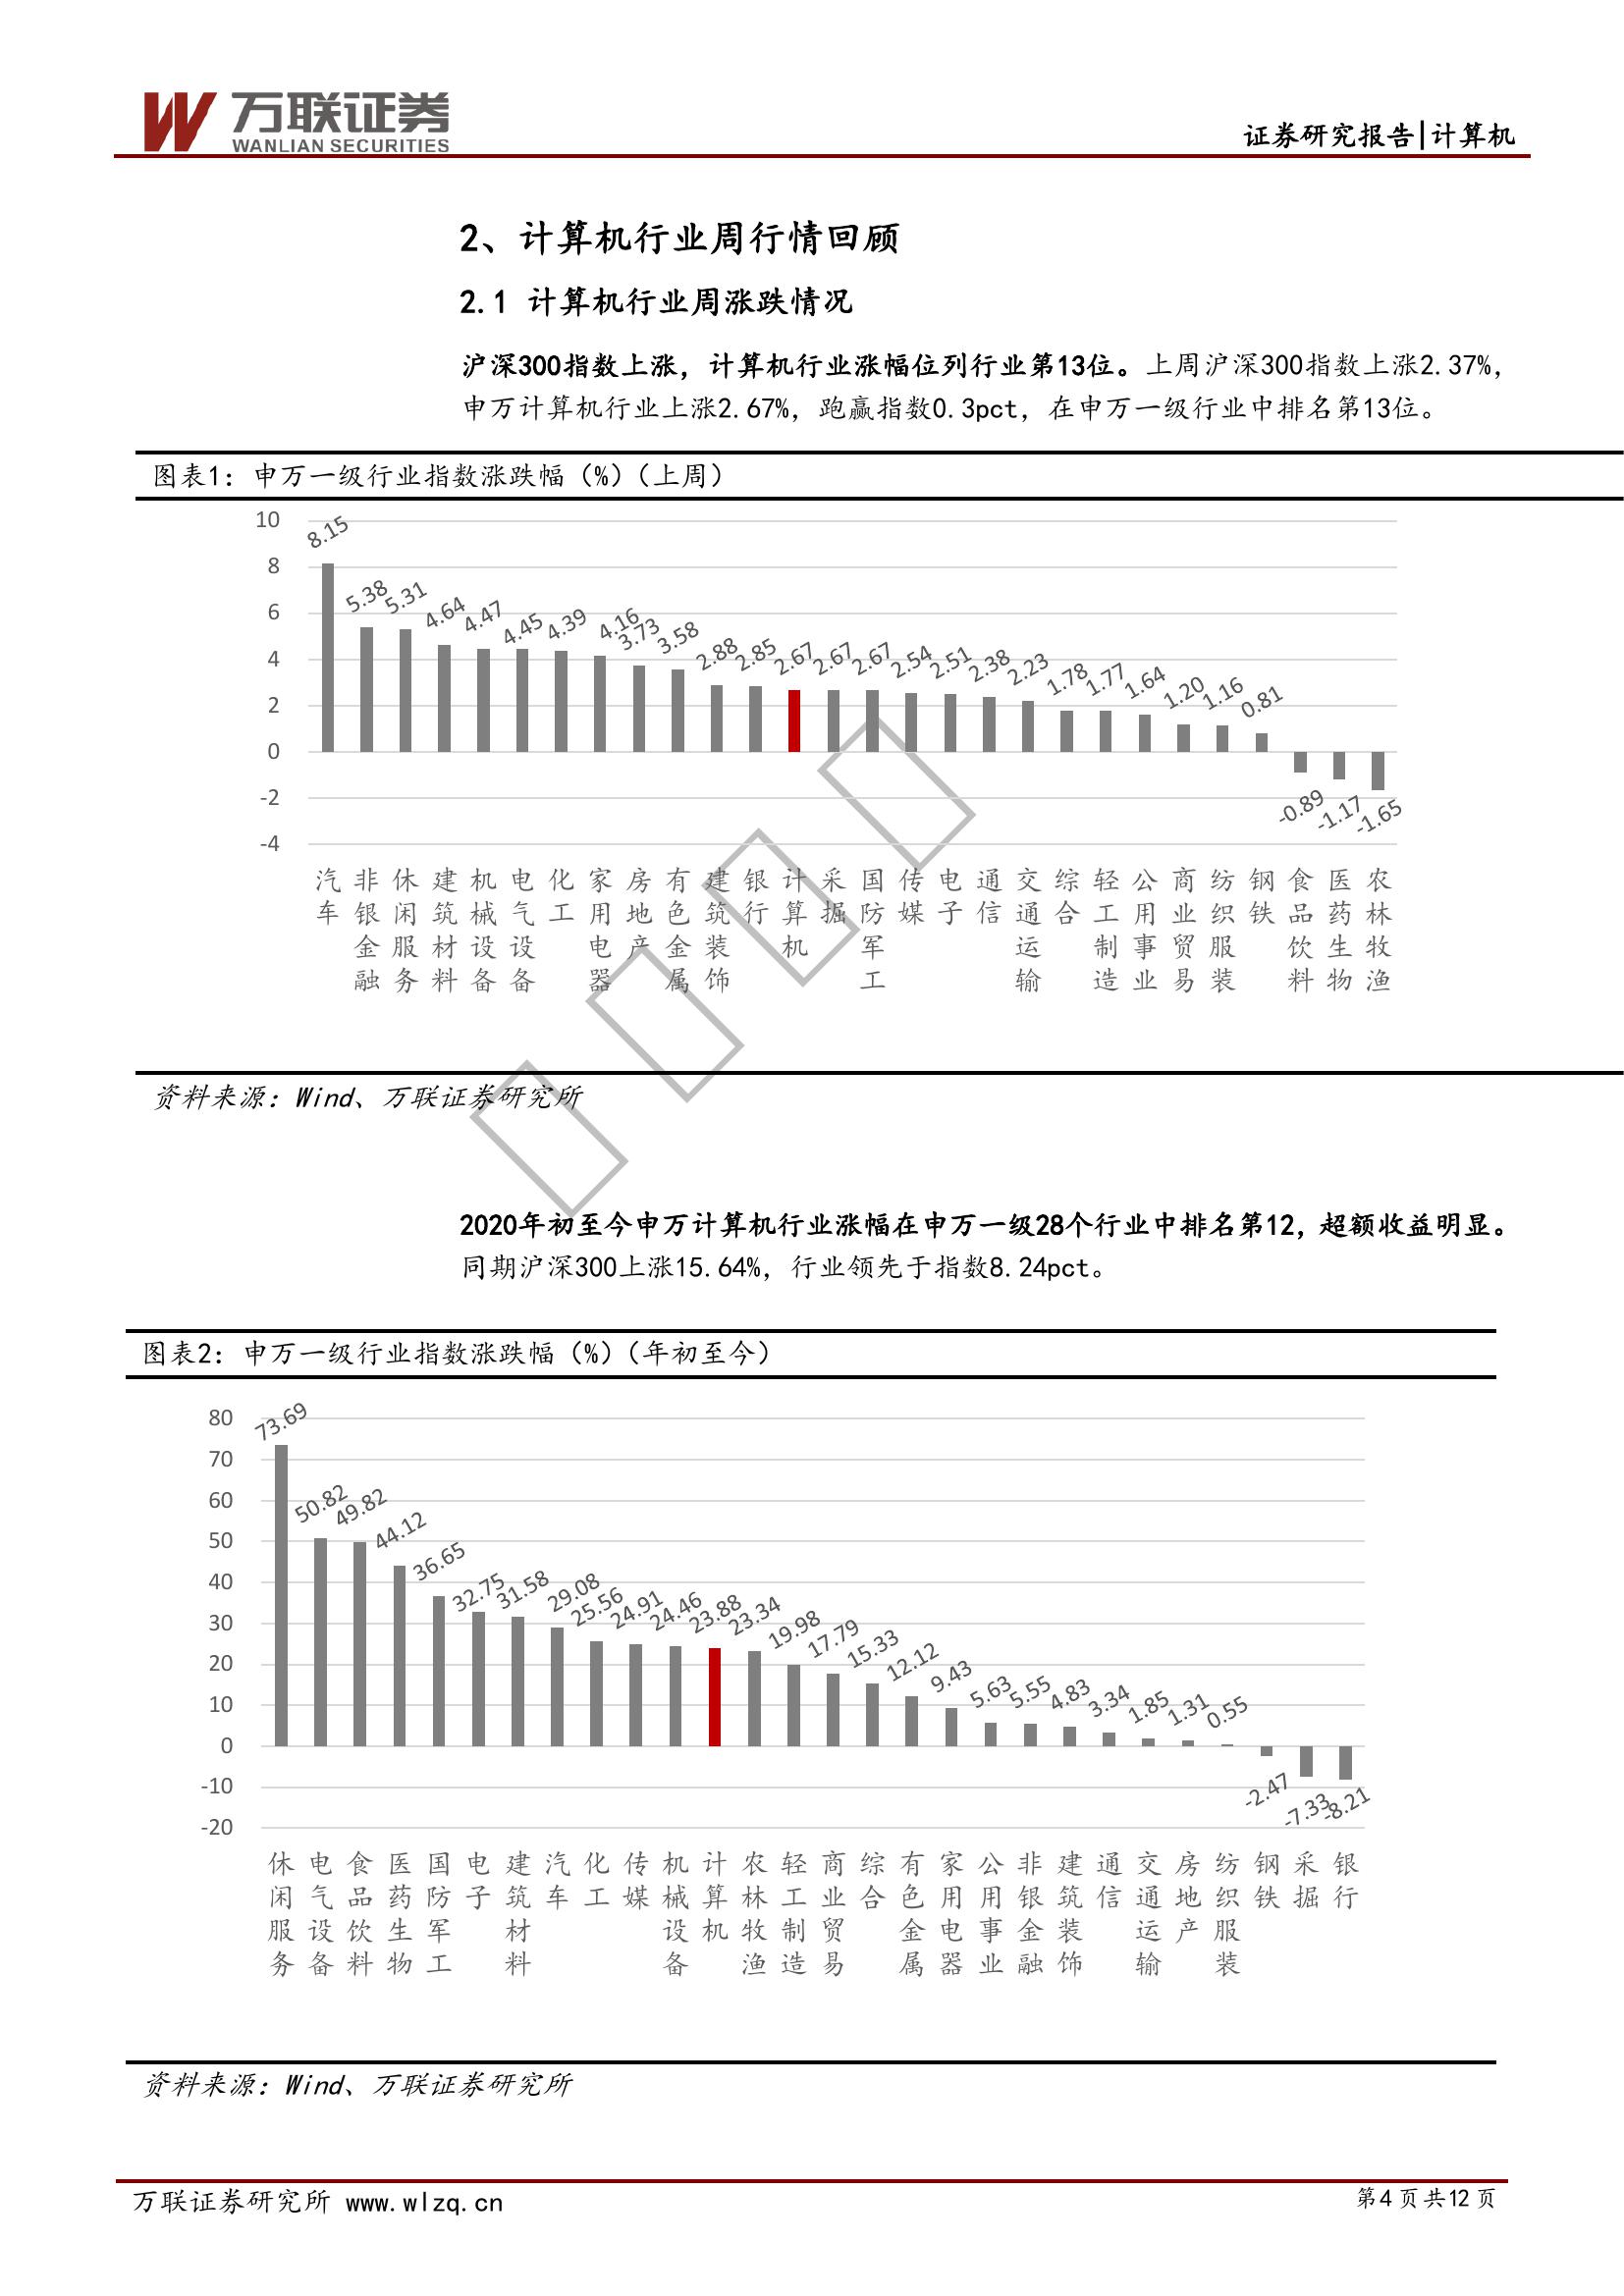 万联证券
WANLIAN SECURITIES
证券研究报告|计算机
2、计算机行业周行情回顾
2.1 计算机行业周涨跌情况
沪深300指数上涨，计算机行业涨幅位列行业第13位。上周沪深300指数上涨2.37%，
申万计算机行业上涨2.67%，跑赢指数0.3pct，在申万一级行业中排名第13位。
图表1：申万一级行业指数涨跌幅（%）（上周）
10
8
6
4
2
0
-2
-4
8.15 5.38 5.31 4.64 4.47 4.45 4.39 4.16 3.73 3.58 2.88 2.85 2.67 2.67 2.67 2.54 2.51 2.38 2.23 1.78 1.77 1.64 1.20 1.16 0.81 -0.89 -1.17 -1.65
汽车 非银金融 休闲服务 建筑材料 机械设备 电气设备 化工 家用电器 房地产 有色金属 建筑装饰 银行 计算机 采掘 国防军工 传媒 电子 通信 交通运输 综合 轻工制造 公用事业 商业贸易 纺织服装 钢铁 食品饮料 医药生物 农林牧渔
资料来源：Wind、万联证券研究所
2020年初至今申万计算机行业涨幅在申万一级28个行业中排名第12，超额收益明显。
同期沪深300上涨15.64%，行业领先于指数8.24pct。
图表2：申万一级行业指数涨跌幅（%）（年初至今）
80
70
60
50
40
30
20
10
0
-10
-20
73.69 50.82 49.82 44.12 36.65 32.75 31.58 29.08 25.56 24.91 24.46 23.88 23.34 19.98 17.79 15.33 12.12 9.43 5.63 5.55 4.83 3.34 1.85 1.31 0.55 -2.47 -7.33 -8.21
休闲服务 电气设备 食品饮料 医药生物 国防军工 电子 建筑材料 汽车 化工 传媒 机械设备 计算机 农林牧渔 轻工制造 商业贸易 综合 有色金属 家用电器 公用事业 非银金融 建筑装饰 通信 交通运输 房地产 纺织服装 钢铁 采掘 银行
资料来源：Wind、万联证券研究所
万联证券研究所 www.wlzq.cn
第4页共12页